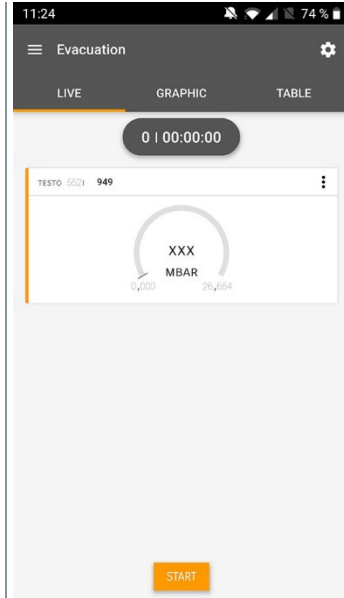 11:24 74 %
Evacuation
LIVE GRAPHIC TABLE
0 | 00:00:00
TESTO 552i 949
XXX
MBAR
0,000 26,664
START